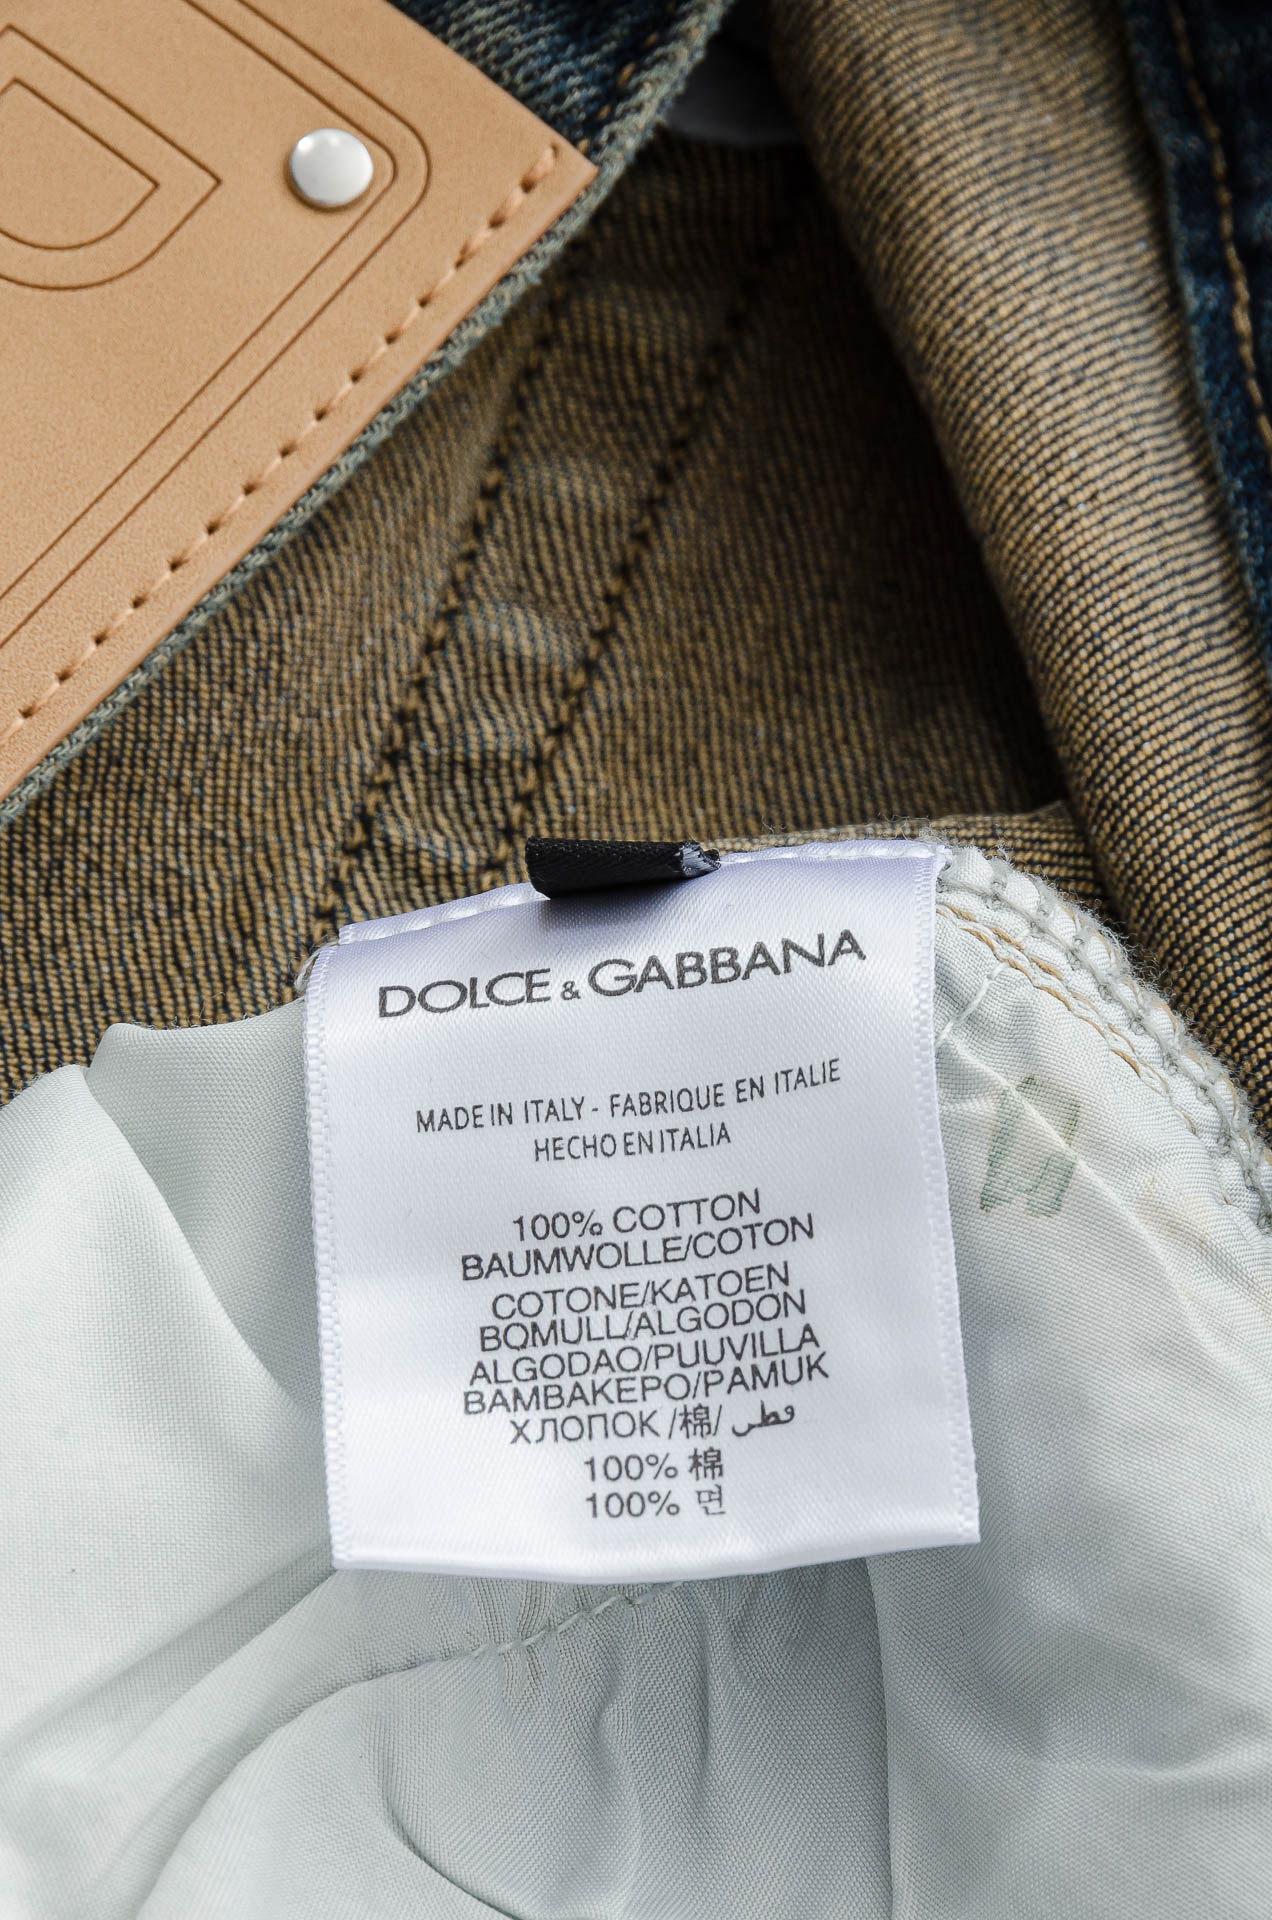 DOLCE & GABBANA
MADE IN ITALY - FABRIQUE EN ITALIE
HECHO EN ITALIA
100% COTTON
BAUMWOLLE/COTON
COTONE/KATOEN
BOMULL/ALGODON
ALGODAO/PUUVILLA
BAMBAKEPO/PAMUK
ХЛОПОК /棉/ قطن
100% 棉
100% 면